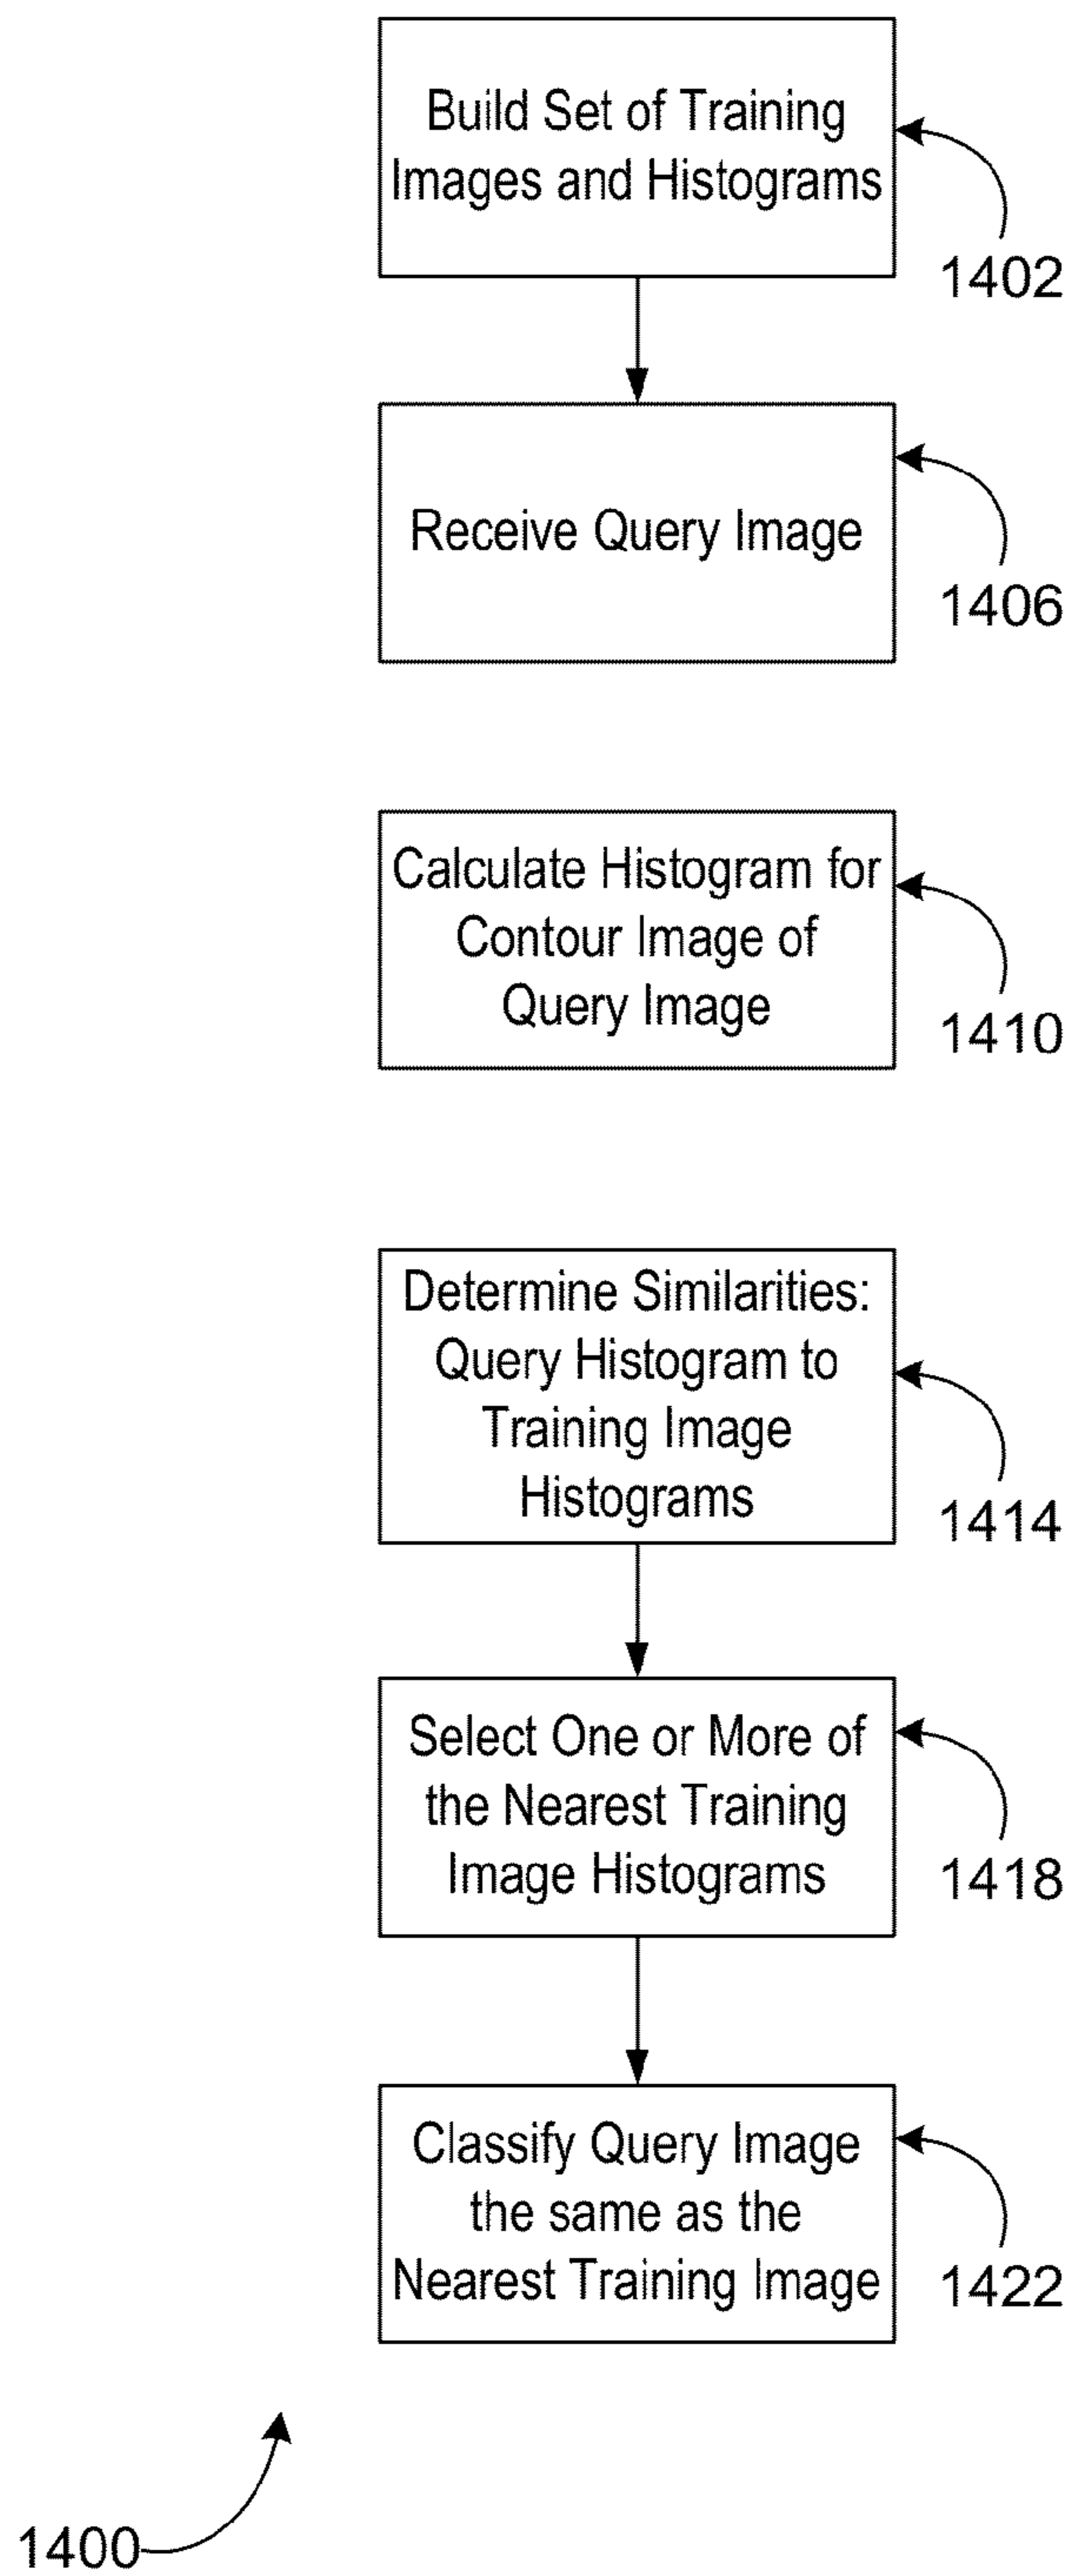 Build Set of Training
Images and Histograms
1402
Receive Query Image
1406
Calculate Histogram for
Contour Image of
Query Image
1410
Determine Similarities:
Query Histogram to
Training Image
Histograms
1414
Select One or More of
the Nearest Training
Image Histograms
1418
Classify Query Image
the same as the
Nearest Training Image
1422
1400